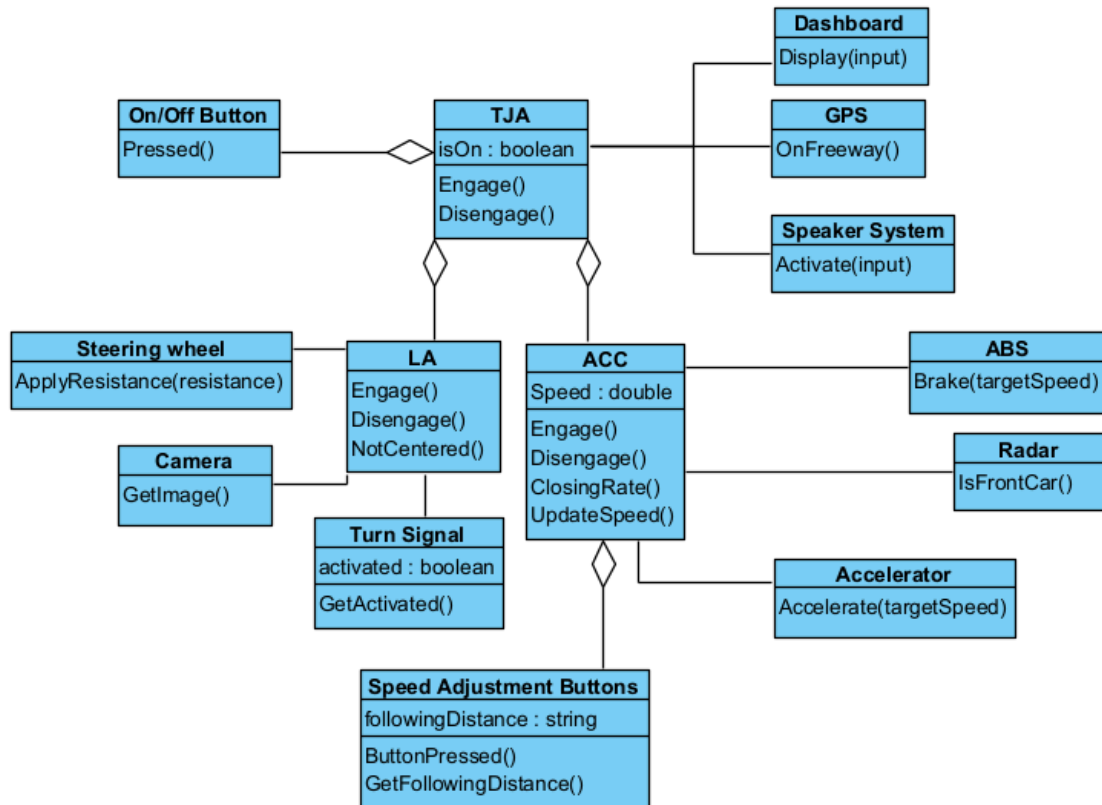 Dashboard
Display(input)
On/Off Button
Pressed()
TJA
isOn : boolean
Engage()
Disengage()
GPS
OnFreeway()
Speaker System
Activate(input)
Steering wheel
ApplyResistance(resistance)
LA
Engage()
Disengage()
NotCentered()
ACC
Speed : double
Engage()
Disengage()
ClosingRate()
UpdateSpeed()
ABS
Brake(targetSpeed)
Camera
GetImage()
Radar
IsFrontCar()
Turn Signal
activated : boolean
GetActivated()
Accelerator
Accelerate(targetSpeed)
Speed Adjustment Buttons
followingDistance : string
ButtonPressed()
GetFollowingDistance()